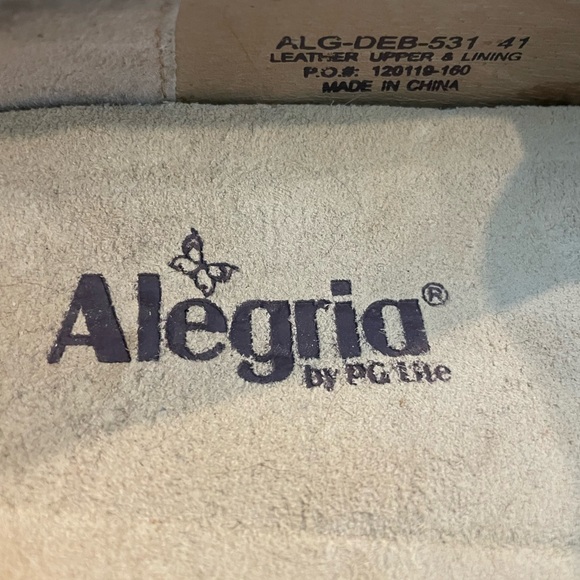 ALG-DEB-531 41
LEATHER UPPER & LINING
P.O.#: 120119-160
MADE IN CHINA
Alegria®
by PG Lite